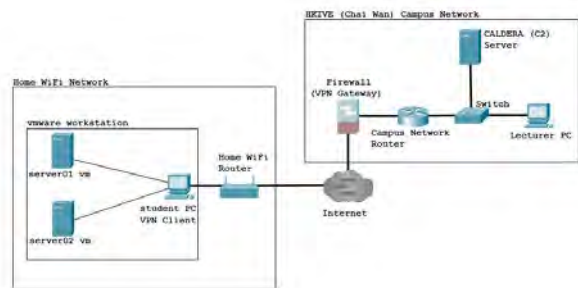 HKIVE (Chai Wan) Campus Network
CALDERA (C2)
Server
Firewall
(VPN Gateway)
Switch
Campus Network
Router
Lecturer PC
Home WiFi Network
vmware workstation
server01 vm
Home WiFi
Router
student PC
VPN Client
server02 vm
Internet